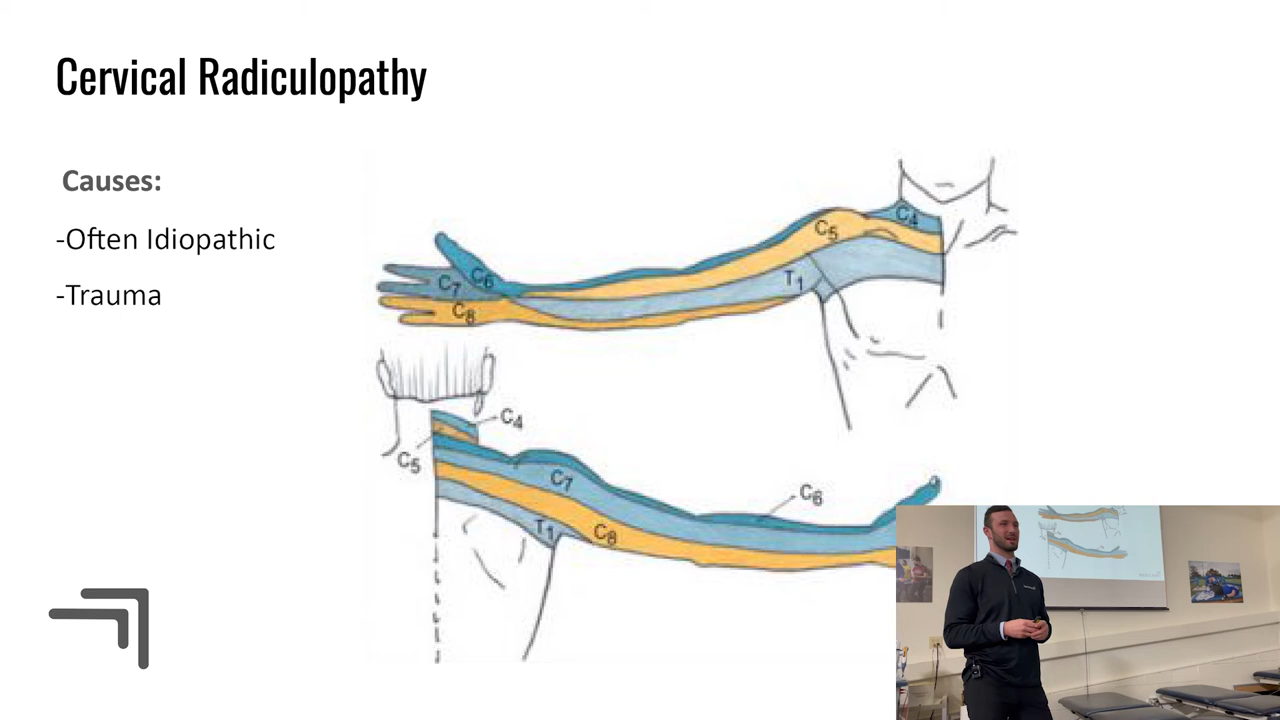 Cervical Radiculopathy
Causes:
-Often Idiopathic
-Trauma
C4
C5
T1
C6
C7
C8
C4
C5
C7
C6
T1
C8